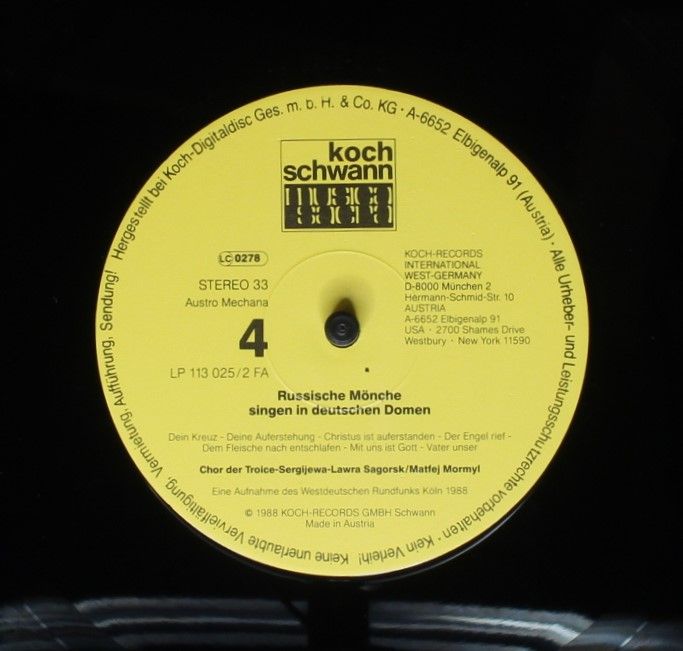 Hergestellt bei Koch-Digitaldisc Ges. m. b. H. & Co. KG · A-6652 Elbigenalp 91 (Austria) · Alle Urheber- und Leistungsschutzrechte vorbehalten · Kein Verleih! Keine unerlaubte Vervielfältigung, Vermietung, Aufführung, Sendung!
koch
schwann
musica
sacra
LC 0278
STEREO 33
Austro Mechana
4
LP 113 025/2 FA
KOCH-RECORDS
INTERNATIONAL
WEST-GERMANY
D-8000 München 2
Hermann-Schmid-Str. 10
AUSTRIA
A-6652 Elbigenalp 91
USA · 2700 Shames Drive
Westbury · New York 11590
Russische Mönche
singen in deutschen Domen
Dein Kreuz - Deine Auferstehung - Christus ist auferstanden - Der Engel rief -
Dem Fleische nach entschlafen - Mit uns ist Gott - Vater unser
Chor der Troice-Sergijewa-Lawra Sagorsk/Matfej Mormyl
Eine Aufnahme des Westdeutschen Rundfunks Köln 1988
© 1988 KOCH-RECORDS GMBH Schwann
Made in Austria